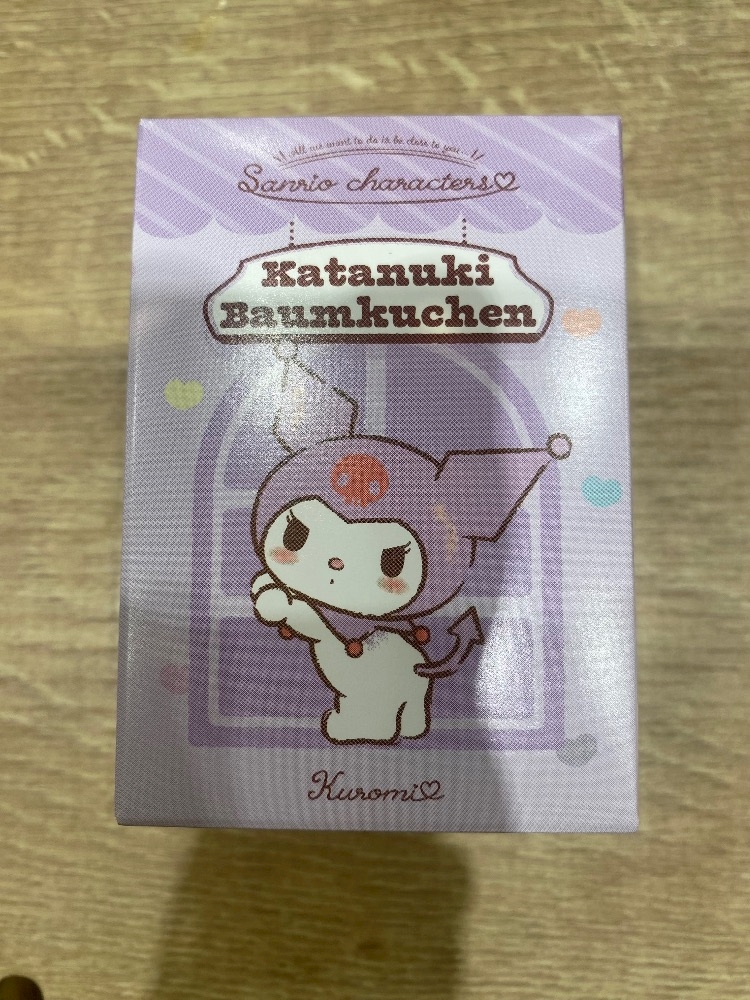 All we want to do is be close to you
Sanrio characters♡
Katanuki
Baumkuchen
Kuromi♡